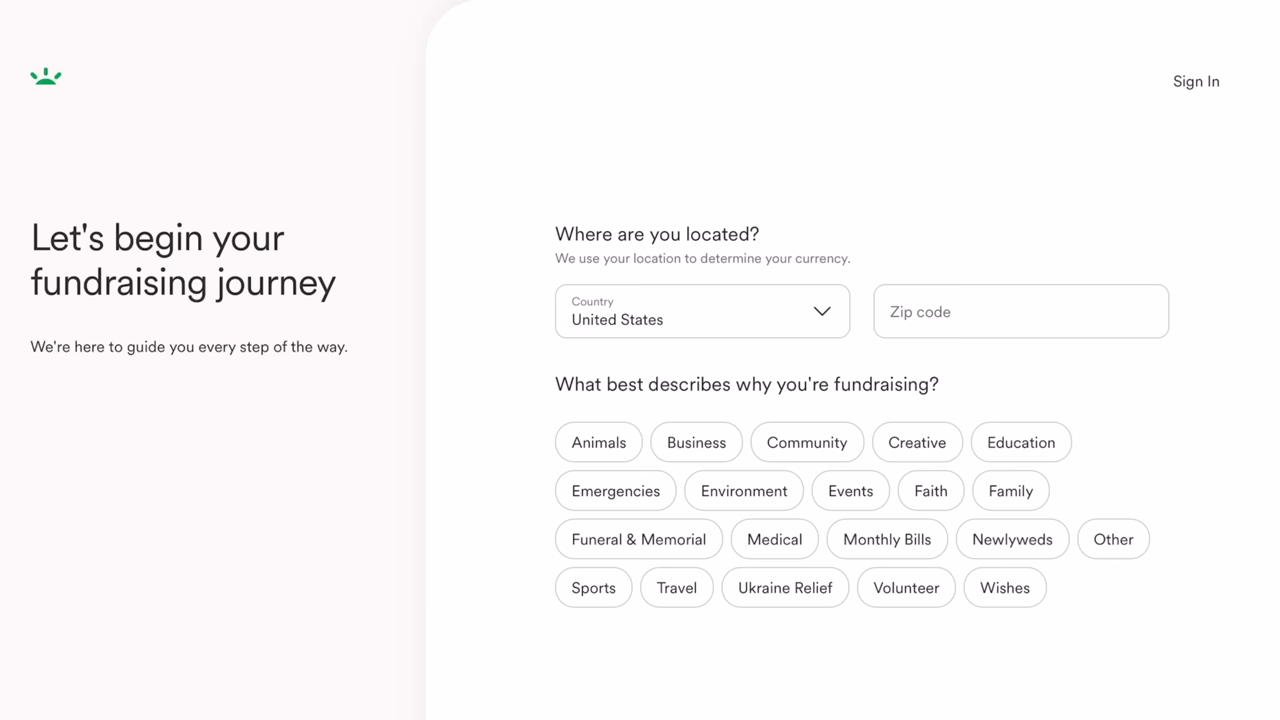 Sign In
Let's begin your
fundraising journey
We're here to guide you every step of the way.
Where are you located?
We use your location to determine your currency.
Country
United States
Zip code
What best describes why you're fundraising?
Animals Business Community Creative Education
Emergencies Environment Events Faith Family
Funeral & Memorial Medical Monthly Bills Newlyweds Other
Sports Travel Ukraine Relief Volunteer Wishes